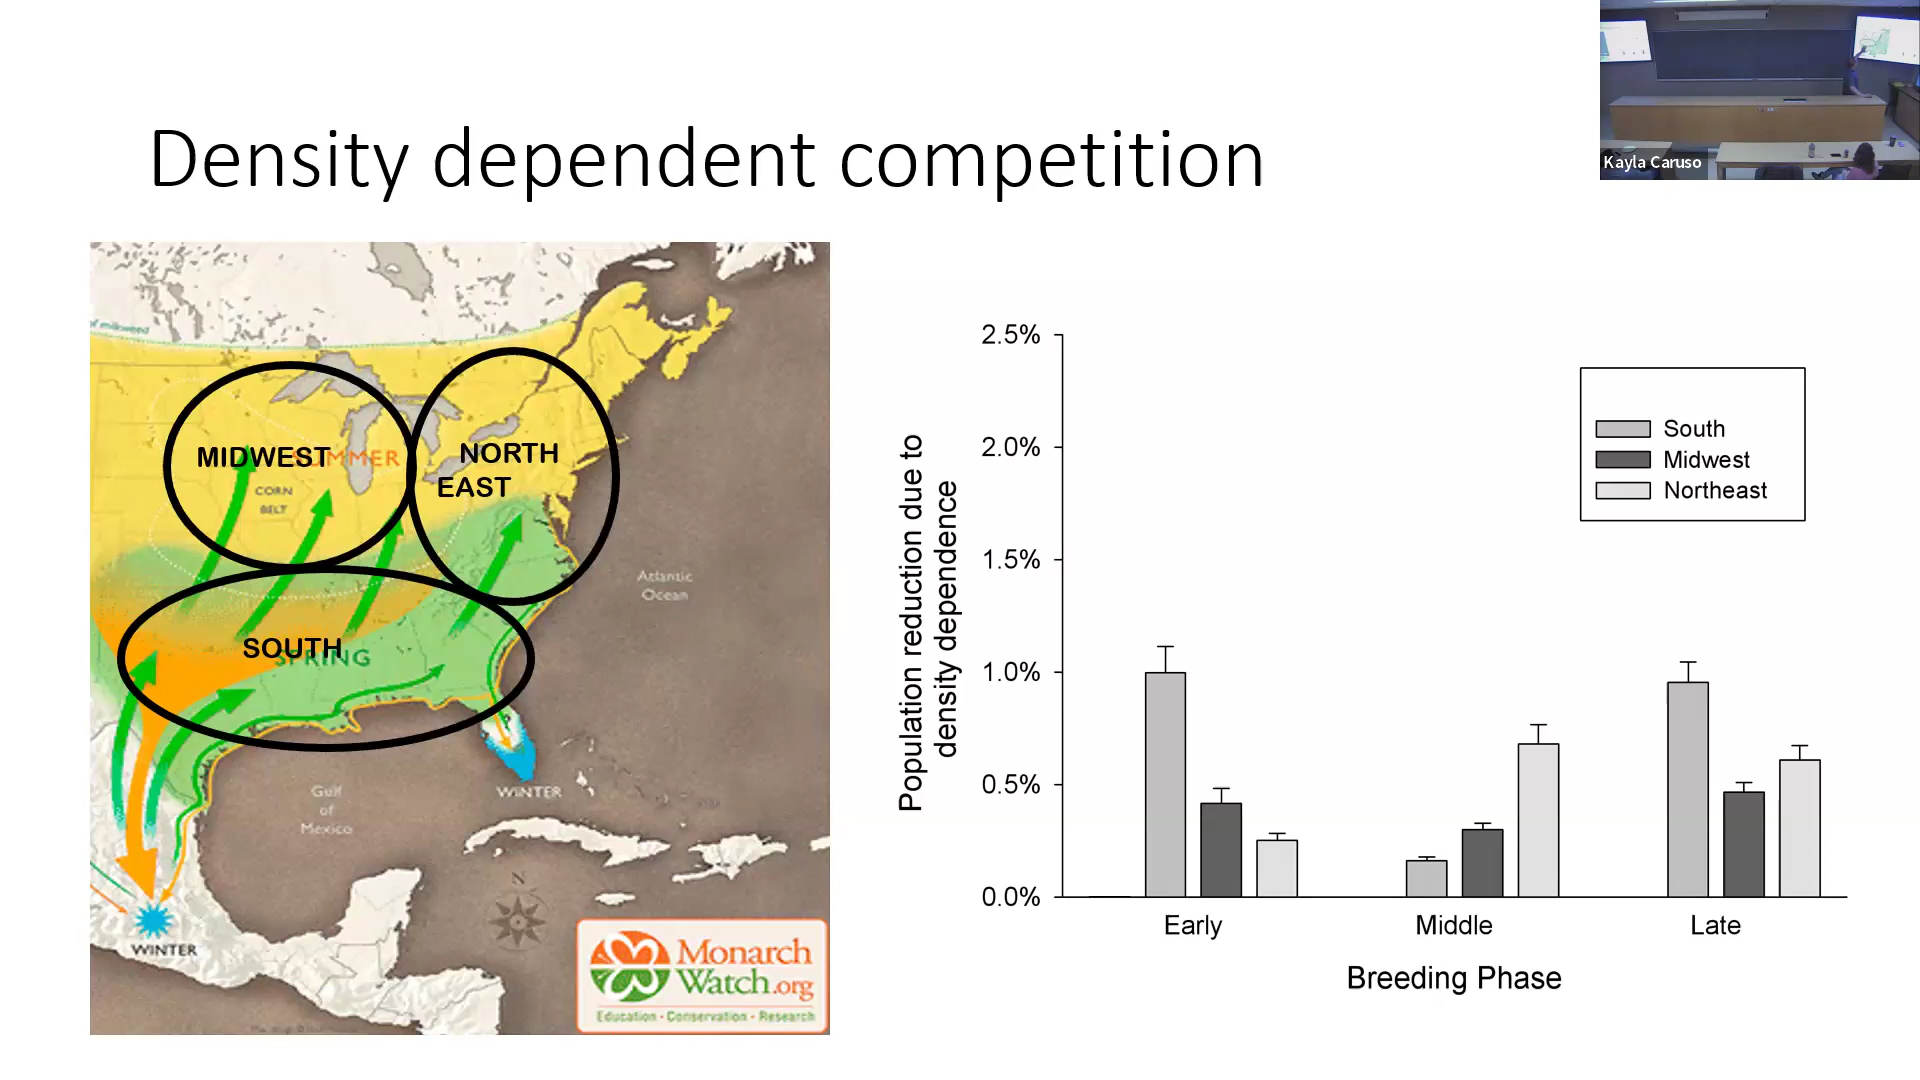 Kayla Caruso
Density dependent competition
of milkweed
MIDWEST
SUMMER
CORN
BELT
NORTH
EAST
SOUTH
SPRING
Atlantic
Ocean
Gulf
of
Mexico
WINTER
N
WINTER
Monarch
Watch.org
Education · Conservation · Research
Population reduction due to
density dependence
2.5%
2.0%
1.5%
1.0%
0.5%
0.0%
South
Midwest
Northeast
Early
Middle
Late
Breeding Phase